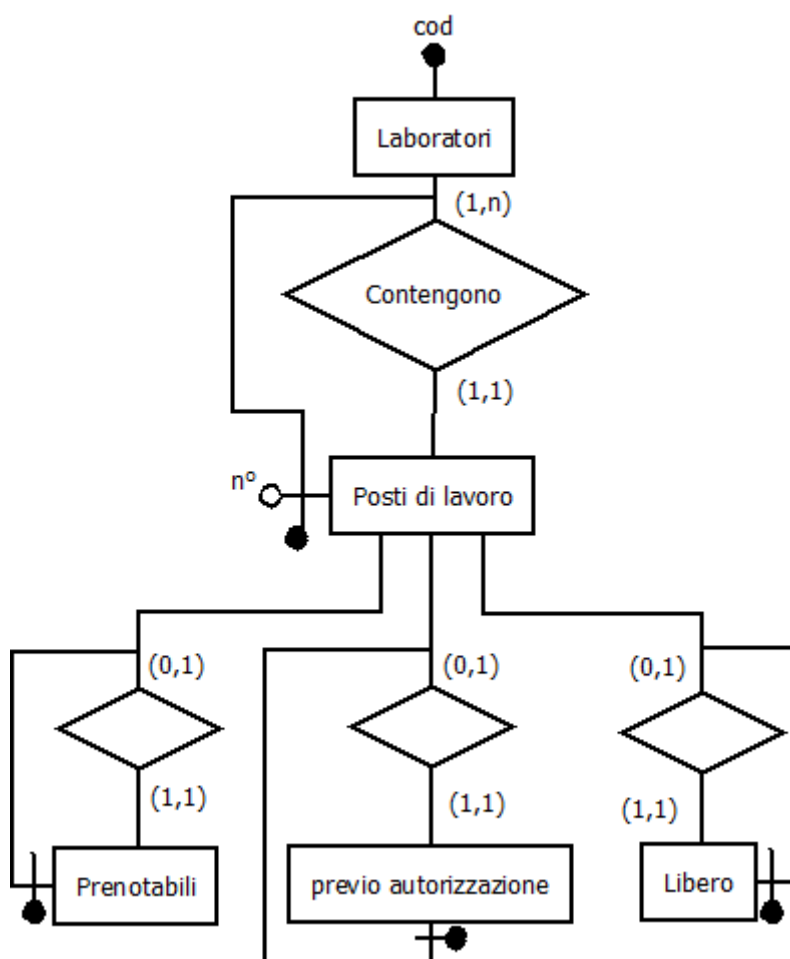 cod
Laboratori
(1,n)
Contengono
(1,1)
n°
Posti di lavoro
(0,1)
(0,1)
(0,1)
(1,1)
(1,1)
(1,1)
Prenotabili
previo autorizzazione
Libero